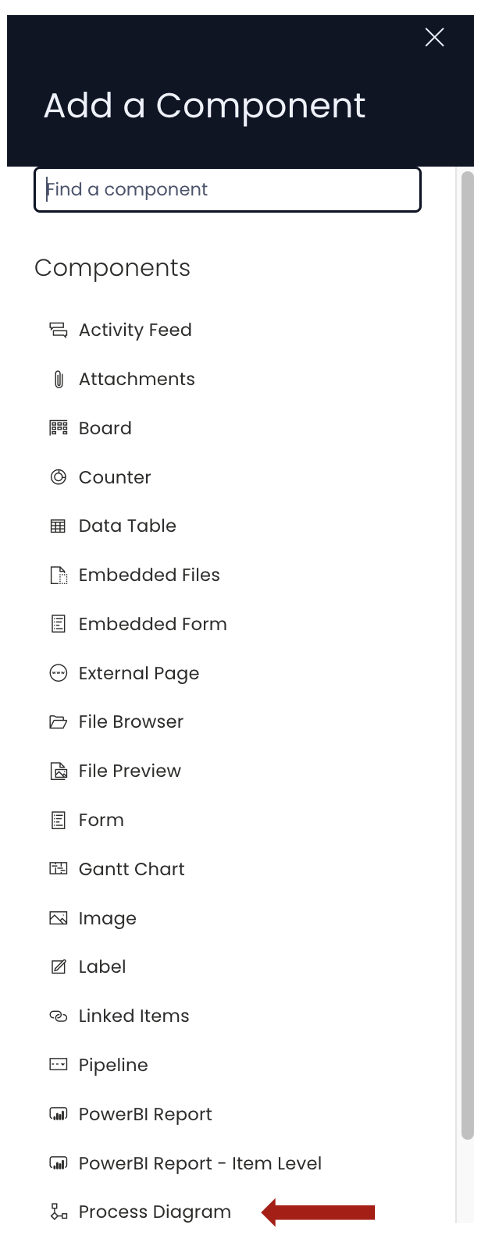 Add a Component
Find a component
Components
Activity Feed
Attachments
Board
Counter
Data Table
Embedded Files
Embedded Form
External Page
File Browser
File Preview
Form
Gantt Chart
Image
Label
Linked Items
Pipeline
PowerBI Report
PowerBI Report - Item Level
Process Diagram